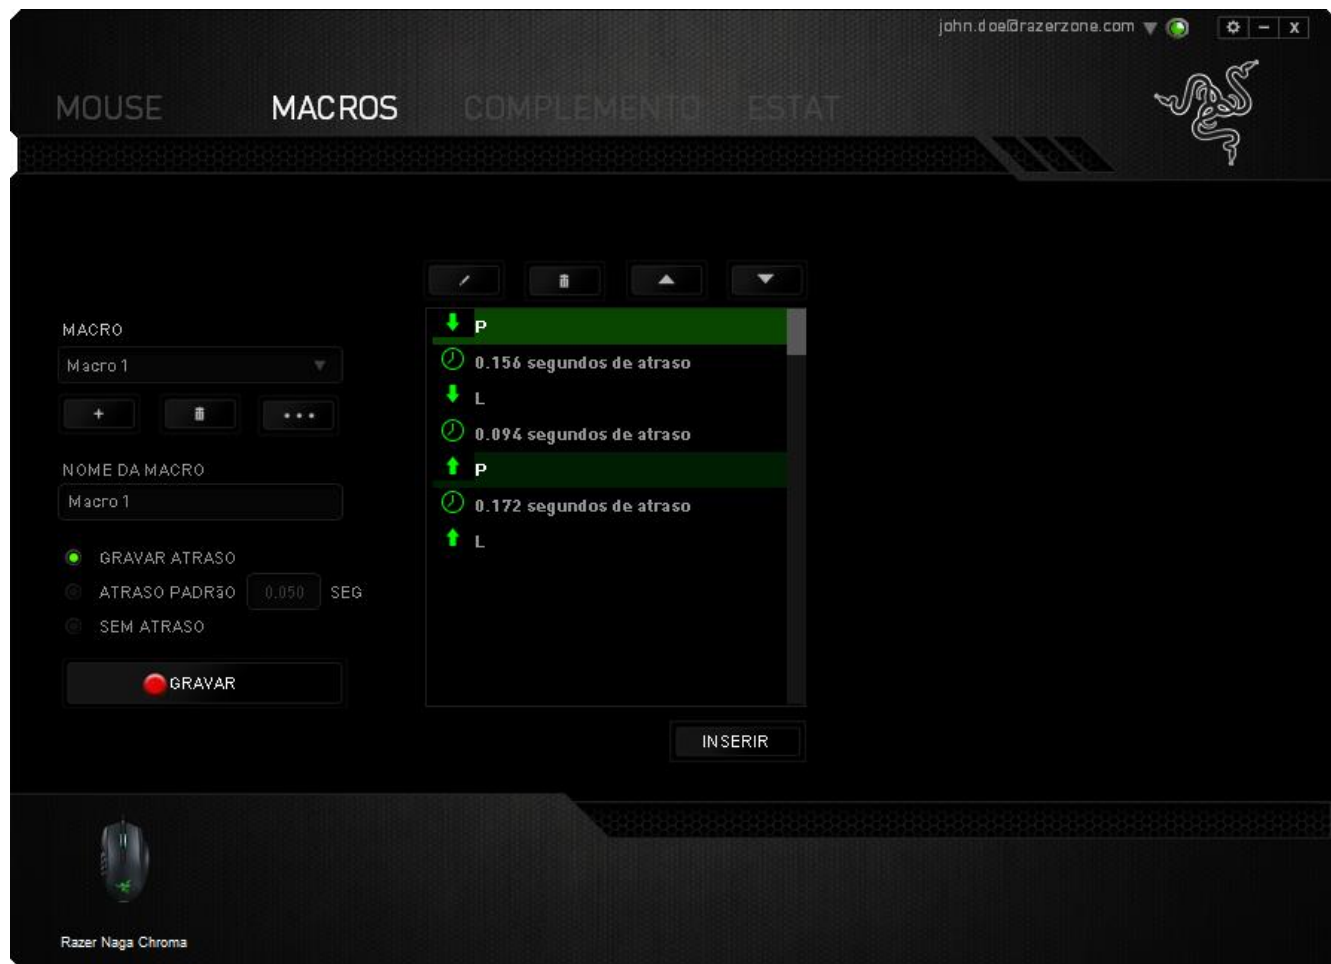 john.doe@razerzone.com
- x
MOUSE MACROS COMPLEMENTO ESTAT
MACRO
Macro 1
+ •••
NOME DA MACRO
Macro 1
GRAVAR ATRASO
ATRASO PADRãO 0.050 SEG
SEM ATRASO
GRAVAR
P
0.156 segundos de atraso
L
0.094 segundos de atraso
P
0.172 segundos de atraso
L
INSERIR
Razer Naga Chroma